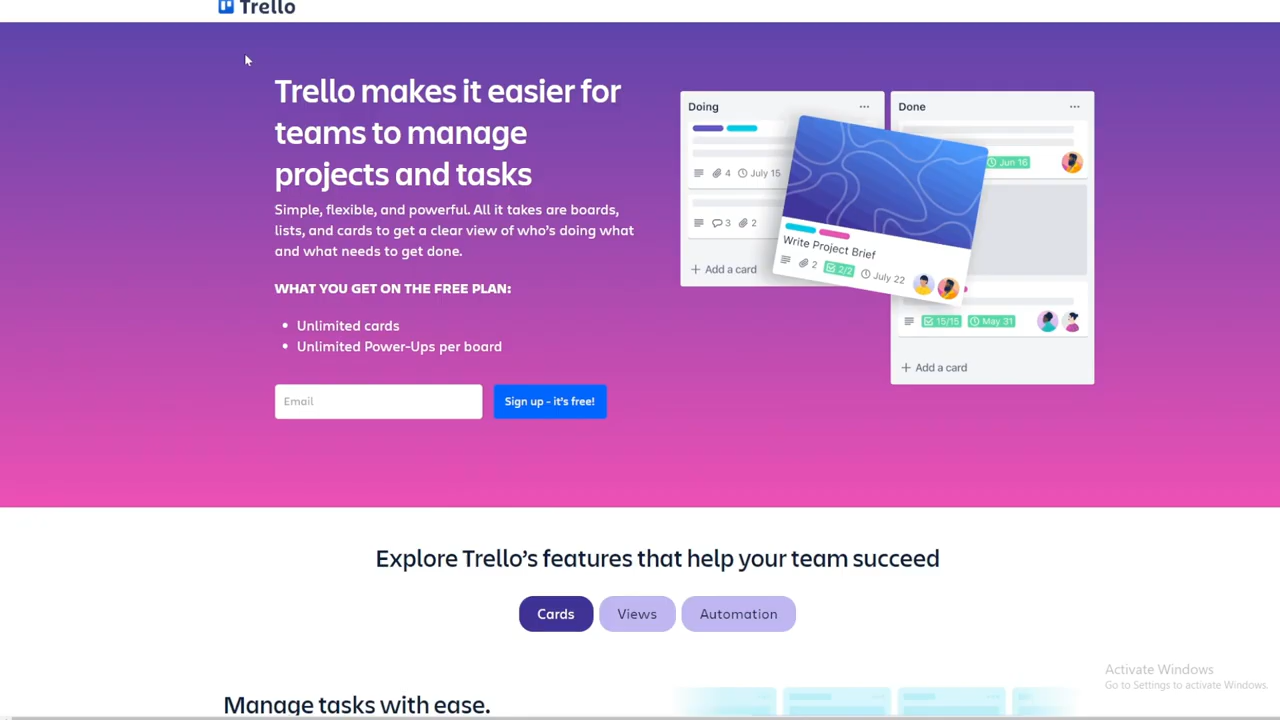 Trello
Trello makes it easier for
teams to manage
projects and tasks
Simple, flexible, and powerful. All it takes are boards,
lists, and cards to get a clear view of who's doing what
and what needs to get done.
WHAT YOU GET ON THE FREE PLAN:
• Unlimited cards
• Unlimited Power-Ups per board
Email
Sign up - it's free!
Doing
4 July 15
3 2
+ Add a card
Write Project Brief
2 2/2 July 22
Done
Jun 16
15/15 May 31
+ Add a card
Explore Trello's features that help your team succeed
Cards Views Automation
Manage tasks with ease.
Activate Windows
Go to Settings to activate Windows.